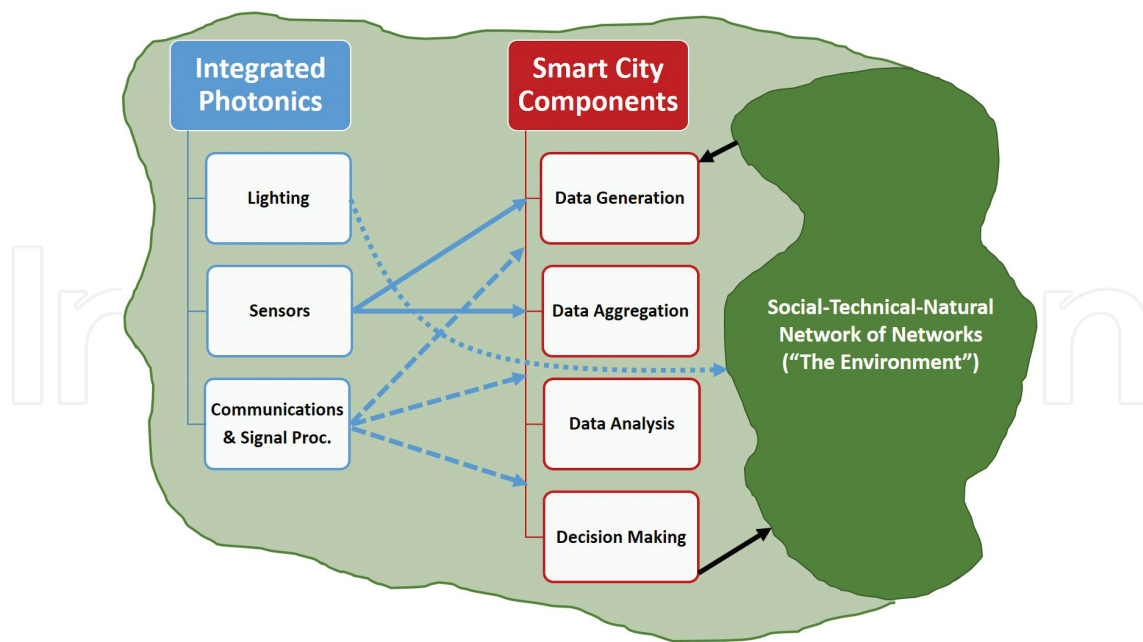 Integrated
Photonics
Lighting
Sensors
Communications
& Signal Proc.
Smart City
Components
Data Generation
Data Aggregation
Data Analysis
Decision Making
Social-Technical-Natural
Network of Networks
(“The Environment”)